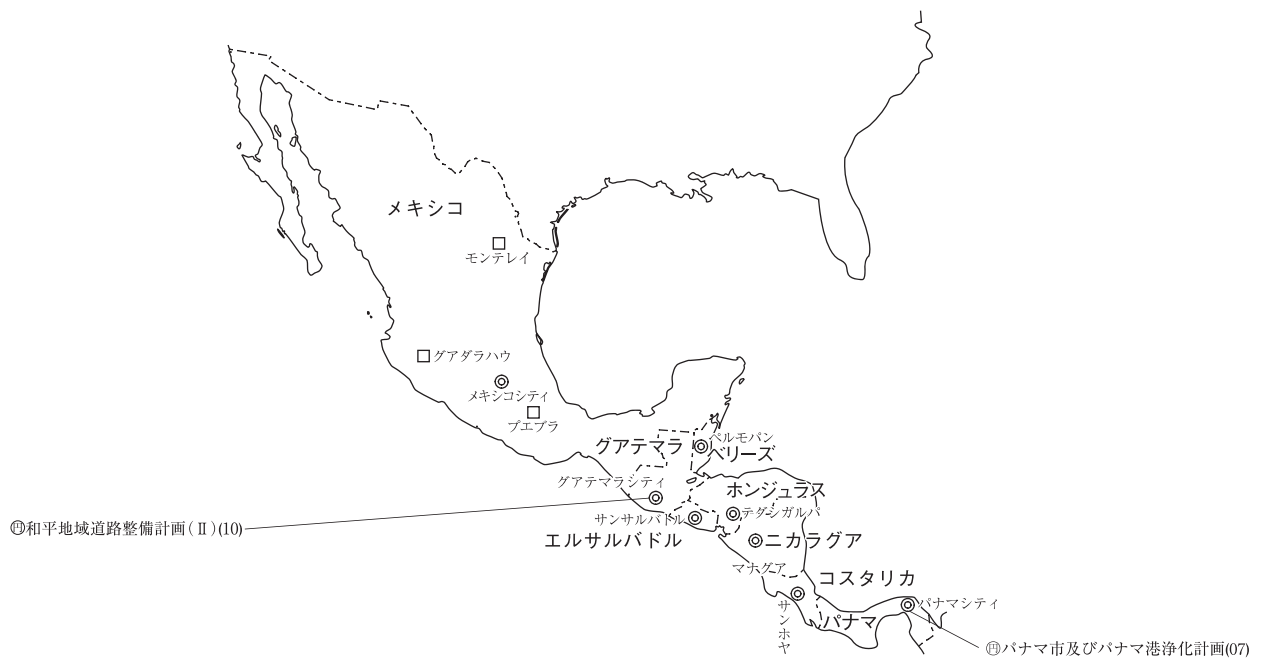 メキシコ
モンテレイ
グアダラハウ
メキシコシティ
プエブラ
グアテマラ
ペルモパン
ベリーズ
グアテマラシティ
ホンジュラス
テグシガルパ
サンサルバドル
� 和平地域道路整備計画(Ⅱ)(10)
エルサルバドル
ニカラグア
マナグア
コスタリカ
サンホヤ
パナマシティ
パナマ
� パナマ市及びパナマ港浄化計画(07)